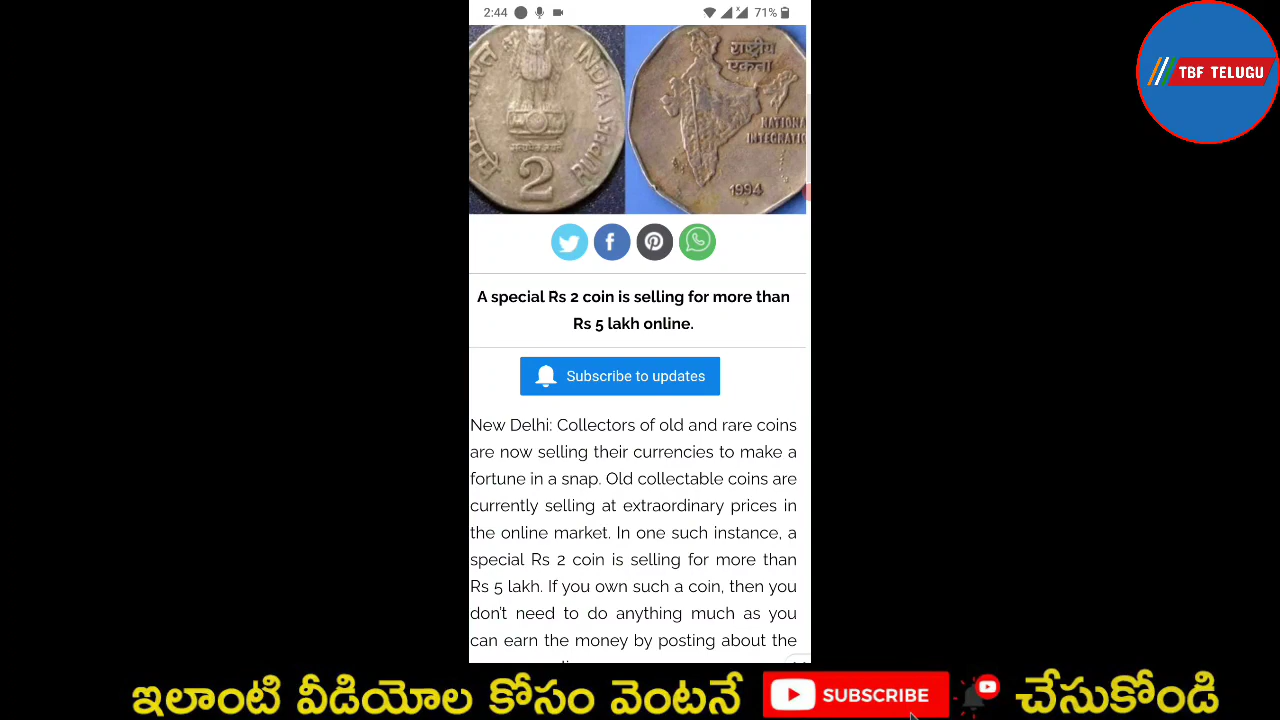 2:44
71%
TBF TELUGU
INDIA
RUPEES
सत्यमेव जयते
2
राष्ट्रीय
एकता
NATIONAL
INTEGRATION
1994
A special Rs 2 coin is selling for more than
Rs 5 lakh online.
Subscribe to updates
New Delhi: Collectors of old and rare coins
are now selling their currencies to make a
fortune in a snap. Old collectable coins are
currently selling at extraordinary prices in
the online market. In one such instance, a
special Rs 2 coin is selling for more than
Rs 5 lakh. If you own such a coin, then you
don't need to do anything much as you
can earn the money by posting about the
ఇలాంటి వీడియోల కోసం వెంటనే SUBSCRIBE చేసుకోండి